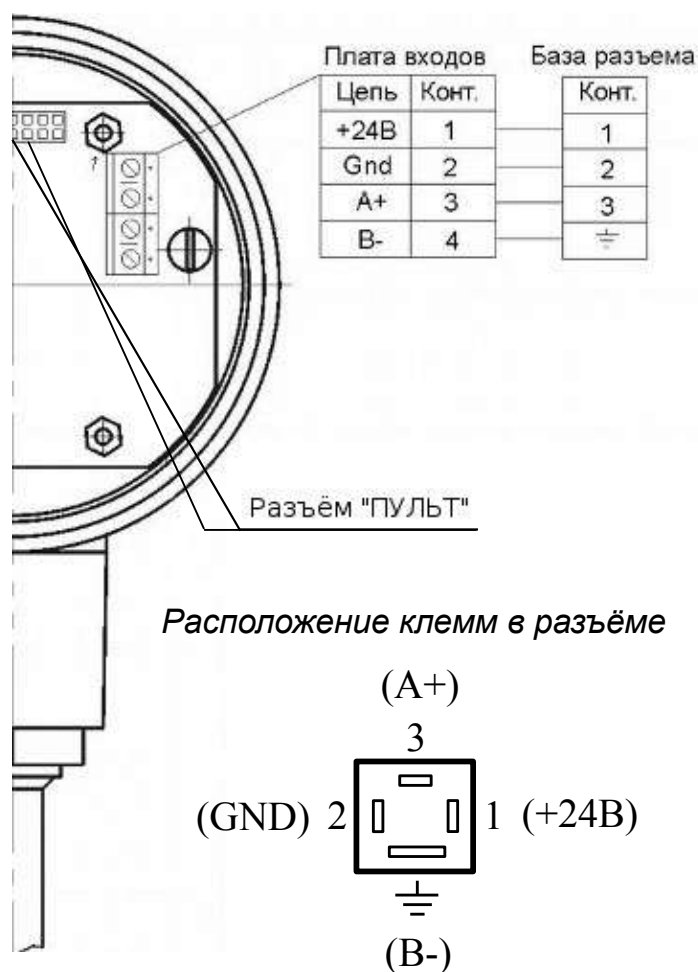 Плата входов База разъема
Цепь Конт. Конт.
+24В 1 1
Gnd 2 2
A+ 3 3
B- 4
1
Разъём "ПУЛЬТ"
Расположение клемм в разъёме
(A+)
3
(GND) 2 1 (+24В)
(B-)